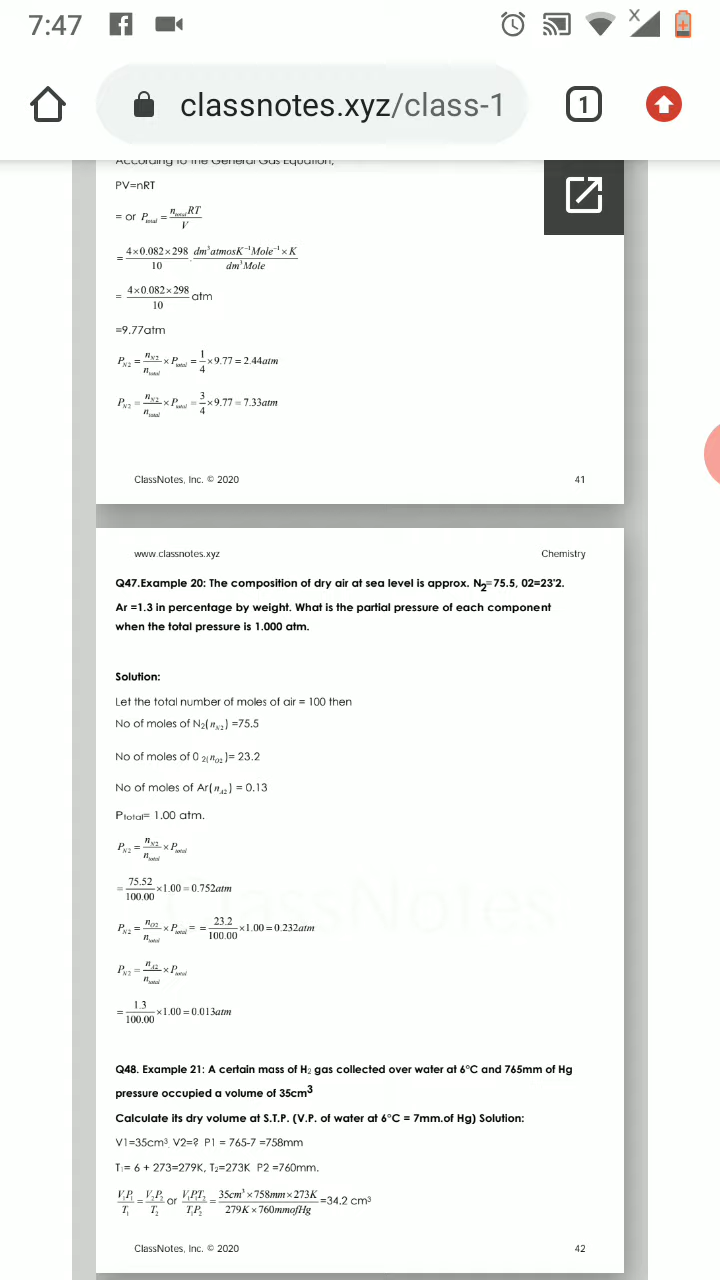 7:47
classnotes.xyz/class-1
1
According to the General Gas Equation,
PV=nRT
= or P_total = n_total RT / V
= 4×0.082×298 / 10 . dm³atmosK⁻¹Mole⁻¹×K / dm³Mole
= 4×0.082×298 / 10 atm
=9.77atm
P_N2 = n_N2 / n_total × P_total = 1/4 × 9.77 = 2.44atm
P_N2 = n_N2 / n_total × P_total = 3/4 × 9.77 = 7.33atm
ClassNotes, Inc. © 2020 41
www.classnotes.xyz Chemistry
Q47.Example 20: The composition of dry air at sea level is approx. N₂=75.5, 02=23'2.
Ar =1.3 in percentage by weight. What is the partial pressure of each component
when the total pressure is 1.000 atm.
Solution:
Let the total number of moles of air = 100 then
No of moles of N₂(n_N2) =75.5
No of moles of 0 ₂(n_O2)= 23.2
No of moles of Ar(n_A2) = 0.13
Ptotal= 1.00 atm.
P_N2 = n_N2 / n_total × P_total
= 75.52 / 100.00 ×1.00 = 0.752atm
P_N2 = n_O2 / n_total × P_total = = 23.2 / 100.00 ×1.00 = 0.232atm
P_N2 = n_A2 / n_total × P_total
= 1.3 / 100.00 ×1.00 = 0.013atm
ClassNotes
Q48. Example 21: A certain mass of H₂ gas collected over water at 6°C and 765mm of Hg
pressure occupied a volume of 35cm³
Calculate its dry volume at S.T.P. (V.P. of water at 6°C = 7mm.of Hg) Solution:
V1=35cm³ V2=? P1 = 765-7 =758mm
T₁= 6 + 273=279K, T₂=273K P2 =760mm.
V₁P₁ / T₁ = V₂P₂ / T₂ or V₁P₁T₂ / T₁P₂ = 35cm³×758mm×273K / 279K×760mmofHg =34.2 cm³
ClassNotes, Inc. © 2020 42